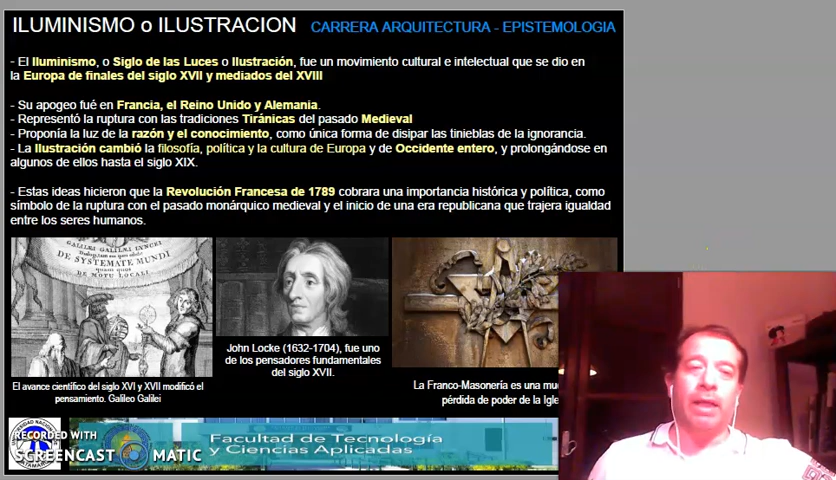 ILUMINISMO o ILUSTRACION CARRERA ARQUITECTURA - EPISTEMOLOGIA
- El Iluminismo, o Siglo de las Luces o Ilustración, fue un movimiento cultural e intelectual que se dio en
la Europa de finales del siglo XVII y mediados del XVIII
- Su apogeo fué en Francia, el Reino Unido y Alemania.
- Representó la ruptura con las tradiciones Tiránicas del pasado Medieval
- Proponía la luz de la razón y el conocimiento, como única forma de disipar las tinieblas de la ignorancia.
- La Ilustración cambió la filosofía, política y la cultura de Europa y de Occidente entero, y prolongándose en
algunos de ellos hasta el siglo XIX.
- Estas ideas hicieron que la Revolución Francesa de 1789 cobrara una importancia histórica y política, como
símbolo de la ruptura con el pasado monárquico medieval y el inicio de una era republicana que trajera igualdad
entre los seres humanos.
GALILÆI GALILÆI LYNCEI
DE SYSTEMATE MUNDI
DE MOTU LOCALI
El avance científico del siglo XVI y XVII modificó el
pensamiento. Galileo Galilei
John Locke (1632-1704), fue uno
de los pensadores fundamentales
del siglo XVII.
La Franco-Masonería es una
pérdida de poder de la
Facultad de Tecnología
y Ciencias Aplicadas
RECORDED WITH
SCREENCAST MATIC